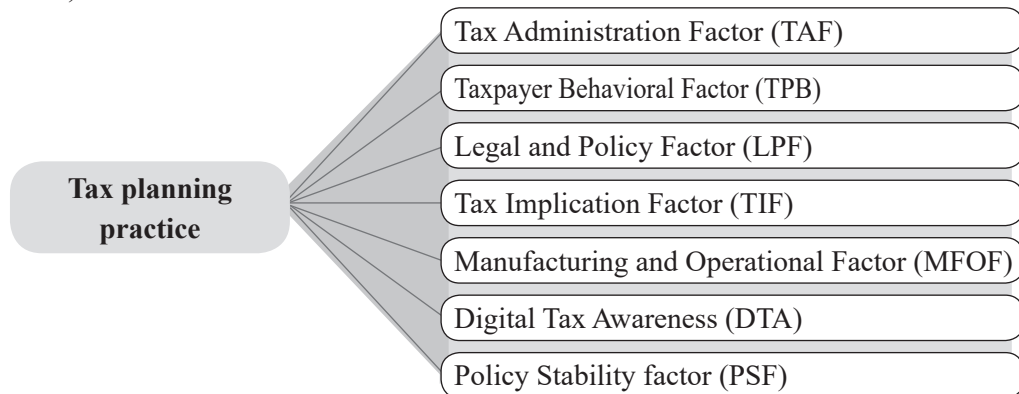 Tax Administration Factor (TAF)
Taxpayer Behavioral Factor (TPB)
Legal and Policy Factor (LPF)
Tax planning
practice
Tax Implication Factor (TIF)
Manufacturing and Operational Factor (MFOF)
Digital Tax Awareness (DTA)
Policy Stability factor (PSF)